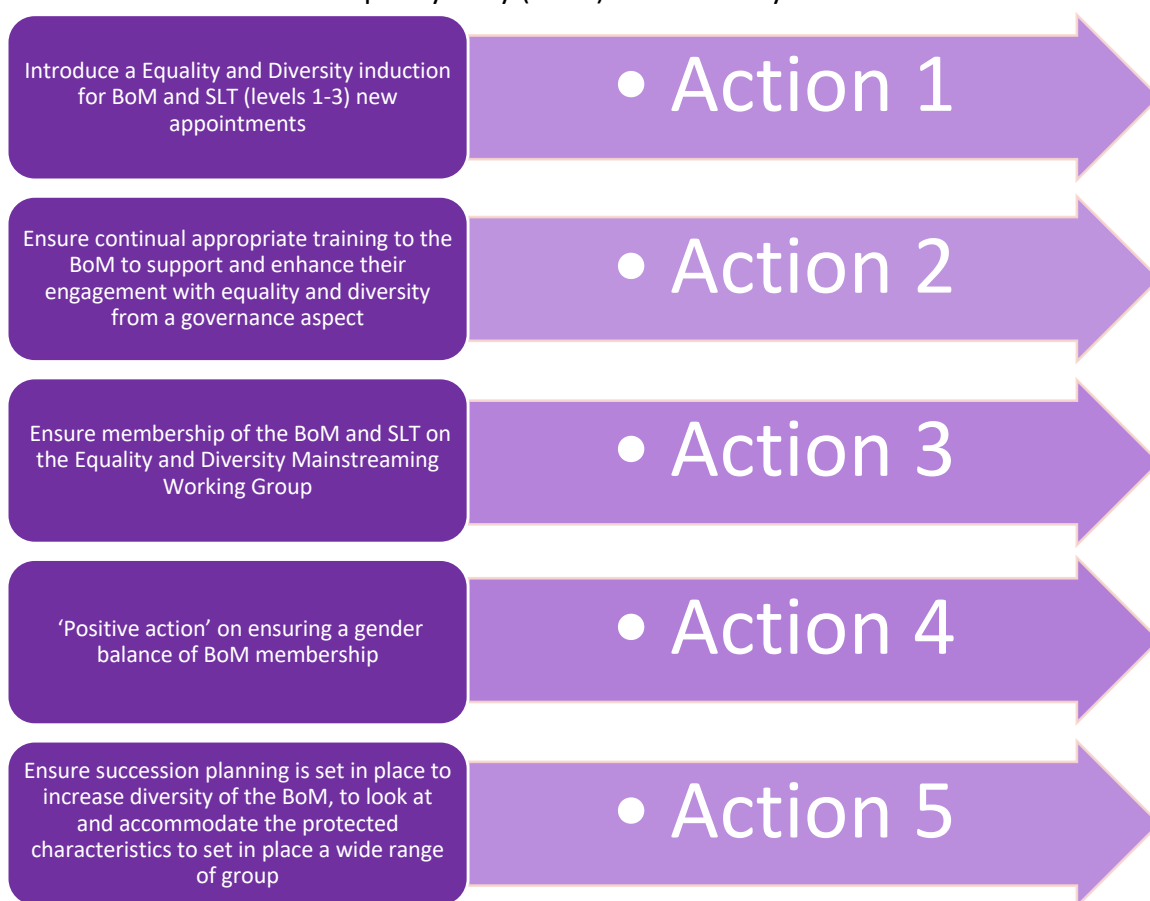 Introduce a Equality and Diversity induction
for BoM and SLT (levels 1-3) new
appointments
• Action 1
Ensure continual appropriate training to the
BoM to support and enhance their
engagement with equality and diversity
from a governance aspect
• Action 2
Ensure membership of the BoM and SLT on
the Equality and Diversity Mainstreaming
Working Group
• Action 3
‘Positive action’ on ensuring a gender
balance of BoM membership
• Action 4
Ensure succession planning is set in place to
increase diversity of the BoM, to look at
and accommodate the protected
characteristics to set in place a wide range
of group
• Action 5